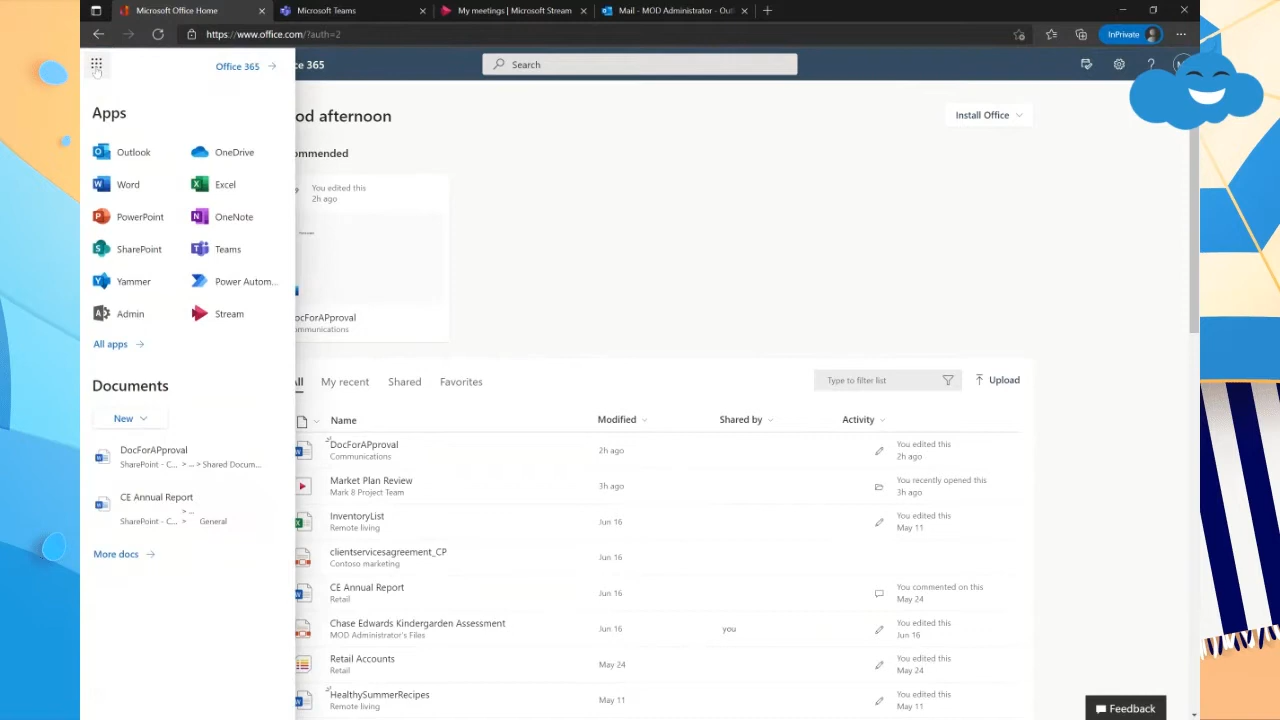 Microsoft Office Home
Microsoft Teams
My meetings | Microsoft Stream
Mail - MOD Administrator - Out
https://www.office.com/?auth=2
InPrivate
Office 365
ce 365
Search
Apps
Outlook
OneDrive
Word
Excel
PowerPoint
OneNote
SharePoint
Teams
Yammer
Power Autom...
Admin
Stream
All apps
Documents
New
DocForAPproval
SharePoint - C... > ... > Shared Docum...
CE Annual Report
> ...
SharePoint - C... > General
More docs
od afternoon
Install Office
ommended
You edited this
2h ago
ocForAPproval
ommunications
All
My recent
Shared
Favorites
Type to filter list
Upload
Name
Modified
Shared by
Activity
DocForAPproval
Communications
2h ago
You edited this
2h ago
Market Plan Review
Mark 8 Project Team
3h ago
You recently opened this
3h ago
InventoryList
Remote living
Jun 16
You edited this
May 11
clientservicesagreement_CP
Contoso marketing
Jun 16
CE Annual Report
Retail
Jun 16
You commented on this
May 24
Chase Edwards Kindergarden Assessment
MOD Administrator's Files
Jun 16
you
You edited this
Jun 16
Retail Accounts
Retail
May 24
You edited this
May 24
HealthySummerRecipes
Remote living
May 11
You edited this
May 11
Feedback